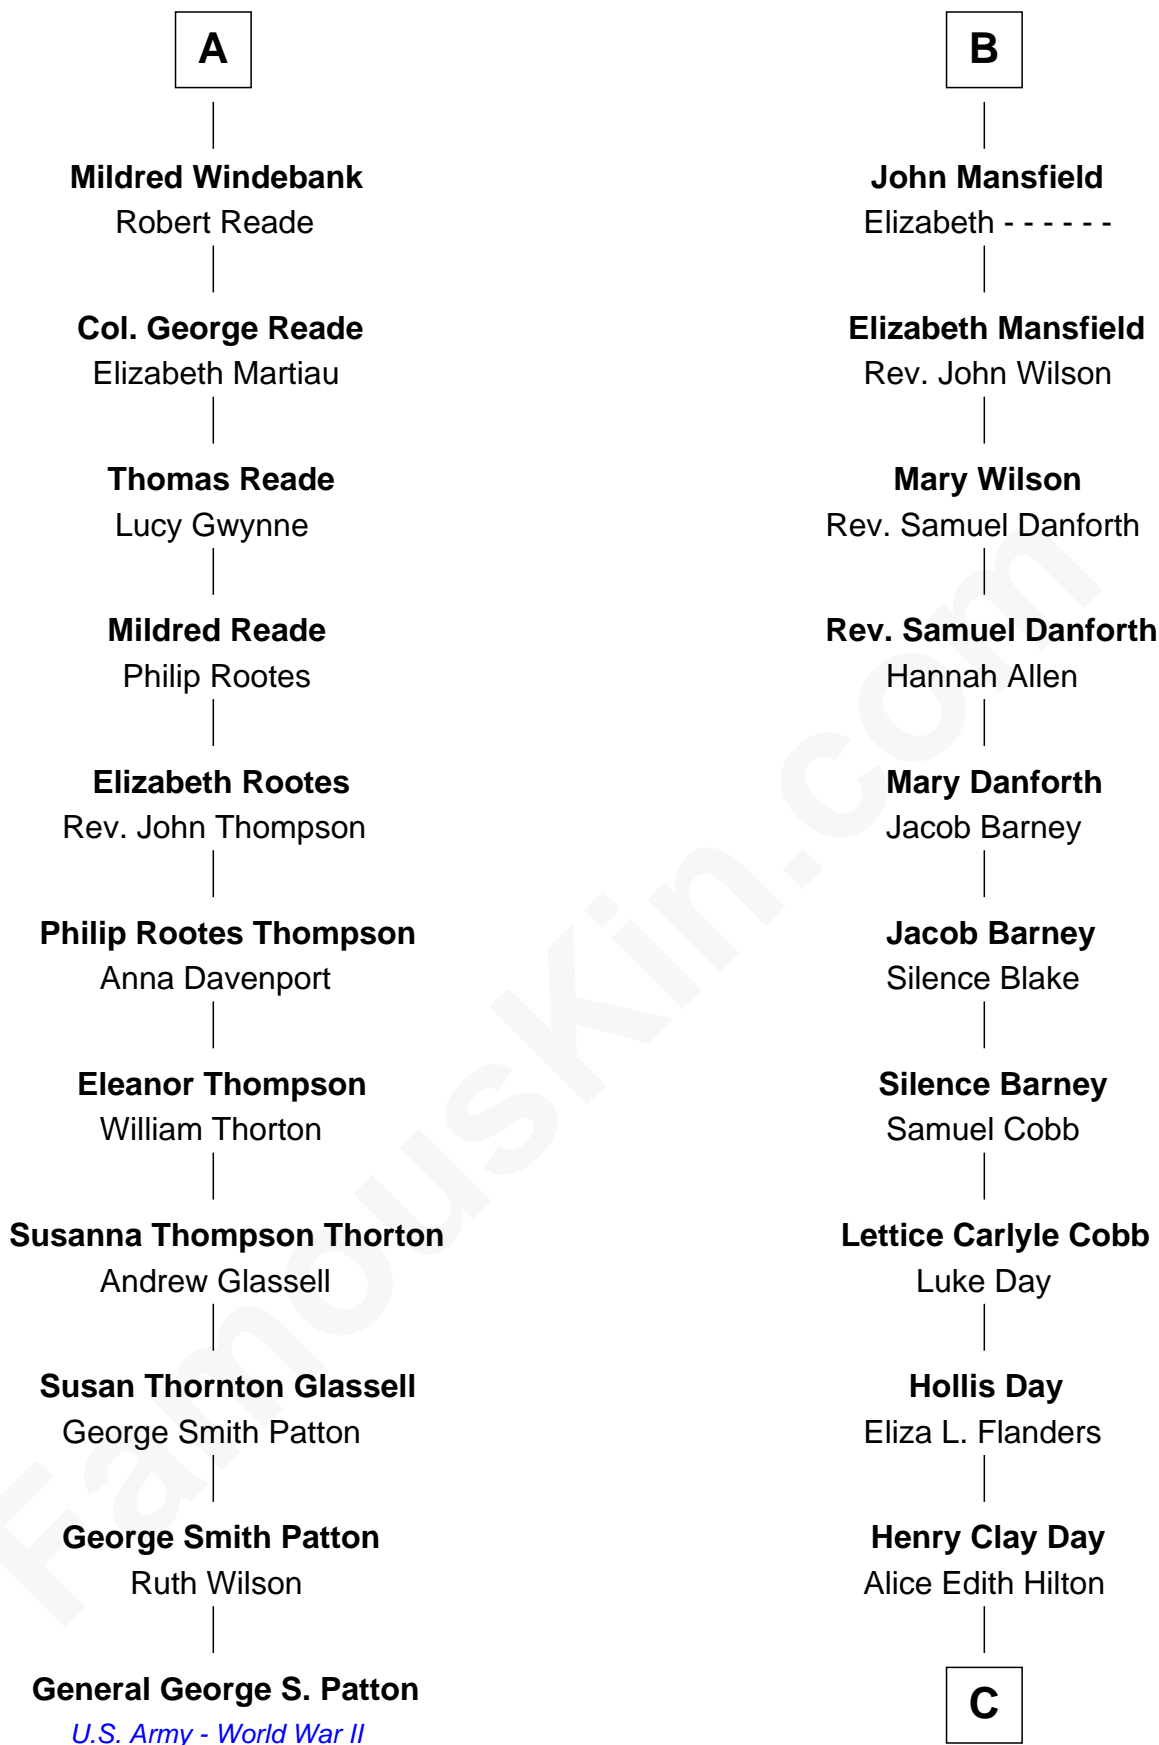 A
Mildred Windebank
Robert Reade
Col. George Reade
Elizabeth Martiau
Thomas Reade
Lucy Gwynne
Mildred Reade
Philip Rootes
Elizabeth Rootes
Rev. John Thompson
Philip Rootes Thompson
Anna Davenport
Eleanor Thompson
William Thorton
Susanna Thompson Thorton
Andrew Glassell
Susan Thornton Glassell
George Smith Patton
George Smith Patton
Ruth Wilson
General George S. Patton
U.S. Army - World War II
B
John Mansfield
Elizabeth - - - - - -
Elizabeth Mansfield
Rev. John Wilson
Mary Wilson
Rev. Samuel Danforth
Rev. Samuel Danforth
Hannah Allen
Mary Danforth
Jacob Barney
Jacob Barney
Silence Blake
Silence Barney
Samuel Cobb
Lettice Carlyle Cobb
Luke Day
Hollis Day
Eliza L. Flanders
Henry Clay Day
Alice Edith Hilton
C
FamousKin.com